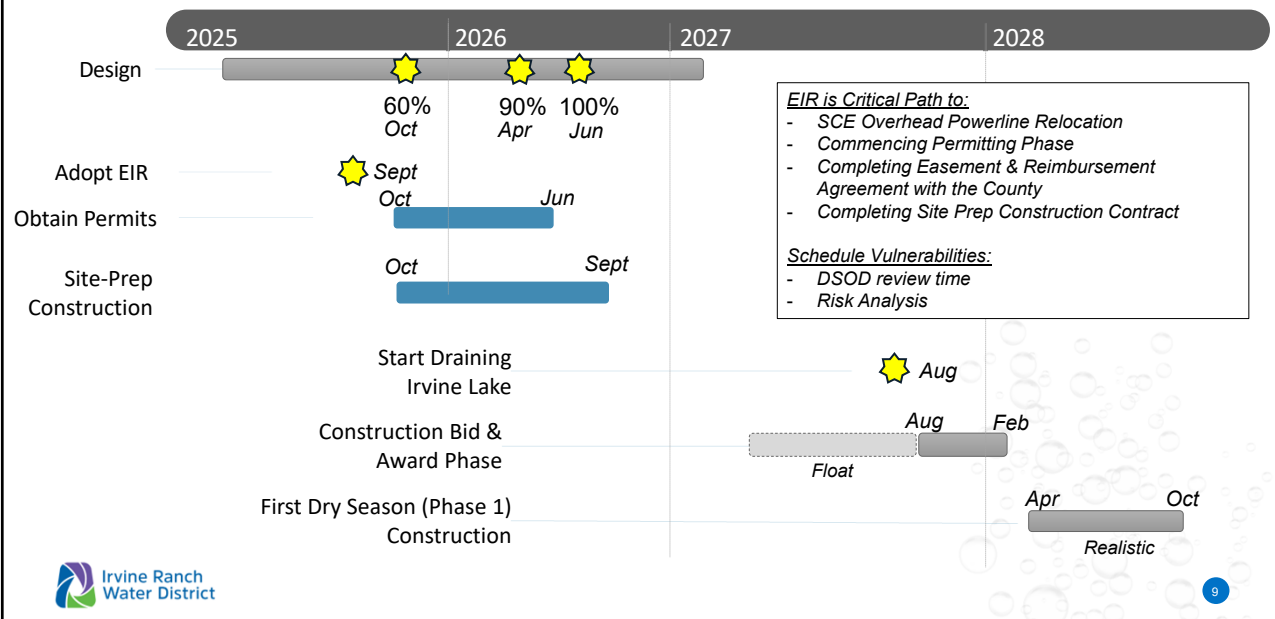 2025 2026 2027 2028
Design
60% 90% 100%
Oct Apr Jun
EIR is Critical Path to:
- SCE Overhead Powerline Relocation
- Commencing Permitting Phase
- Completing Easement & Reimbursement
Agreement with the County
- Completing Site Prep Construction Contract
Schedule Vulnerabilities:
- DSOD review time
- Risk Analysis
Adopt EIR
Sept
Obtain Permits
Oct Jun
Site-Prep
Construction
Oct Sept
Start Draining
Irvine Lake
Aug
Construction Bid &
Award Phase
Aug Feb
Float
First Dry Season (Phase 1)
Construction
Apr Oct
Realistic
Irvine Ranch
Water District
9